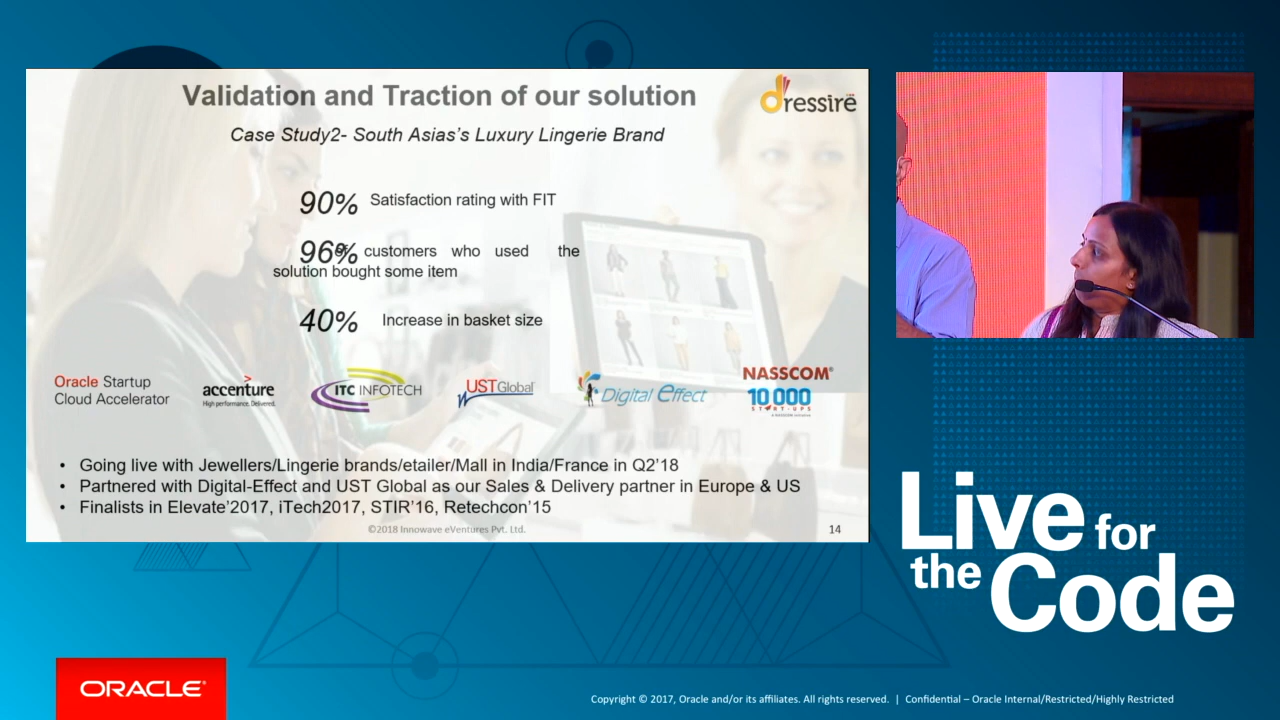 Validation and Traction of our solution
dressire
Case Study2- South Asias's Luxury Lingerie Brand
90% Satisfaction rating with FIT
96% of customers who used the
solution bought some item
40% Increase in basket size
Oracle Startup
Cloud Accelerator
accenture
High performance. Delivered.
ITC INFOTECH
UST Global
Digital Effect
NASSCOM®
10 000
START-UPS
A NASSCOM Initiative
• Going live with Jewellers/Lingerie brands/etailer/Mall in India/France in Q2'18
• Partnered with Digital-Effect and UST Global as our Sales & Delivery partner in Europe & US
• Finalists in Elevate'2017, iTech2017, STIR'16, Retechcon'15
©2018 Innowave eVentures Pvt. Ltd.
14
Live for
the Code
ORACLE®
Copyright © 2017, Oracle and/or its affiliates. All rights reserved. | Confidential – Oracle Internal/Restricted/Highly Restricted